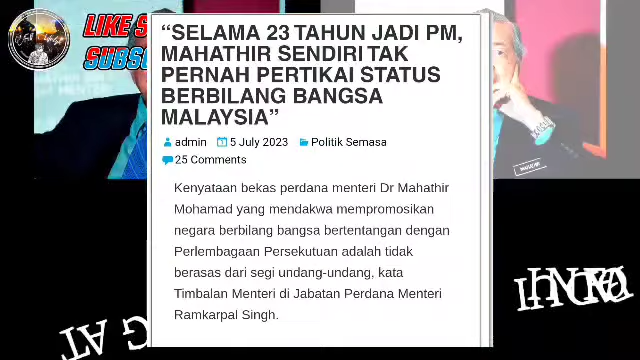 LIKE S
SUBSC
“SELAMA 23 TAHUN JADI PM,
MAHATHIR SENDIRI TAK
PERNAH PERTIKAI STATUS
BERBILANG BANGSA
MALAYSIA”
admin 5 July 2023 Politik Semasa
25 Comments
Kenyataan bekas perdana menteri Dr Mahathir
Mohamad yang mendakwa mempromosikan
negara berbilang bangsa bertentangan dengan
Perlembagaan Persekutuan adalah tidak
berasas dari segi undang-undang, kata
Timbalan Menteri di Jabatan Perdana Menteri
Ramkarpal Singh.